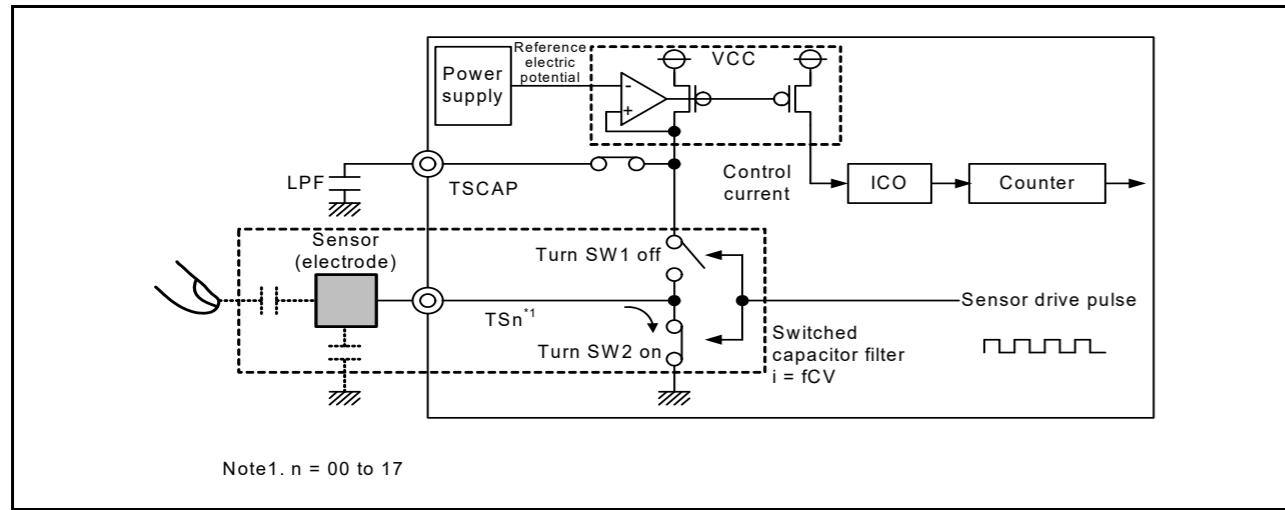 Reference
electric
potential
Power
supply
VCC
-
+
LPF
TSCAP
Control
current
ICO
Counter
Sensor
(electrode)
Turn SW1 off
Sensor drive pulse
TSn*1
Turn SW2 on
Switched
capacitor filter
i = fCV
Note1. n = 00 to 17